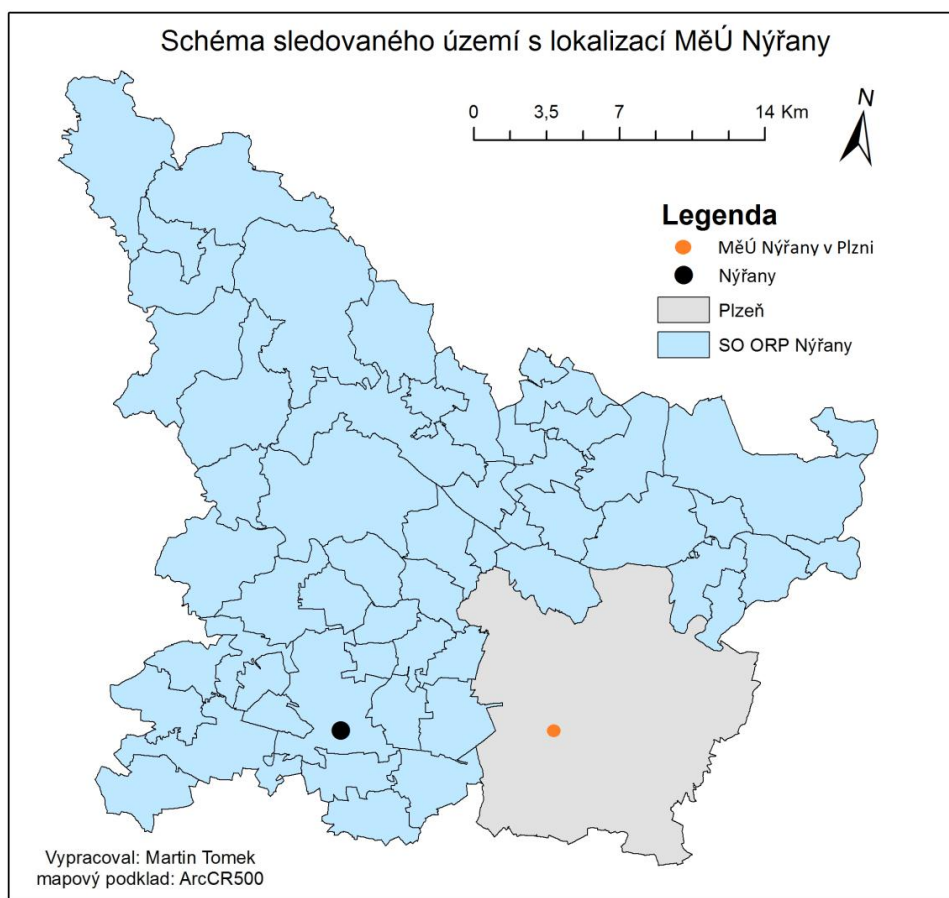 Schéma sledovaného území s lokalizací MěÚ Nýřany
0 3,5 7 14 Km
N
Legenda
MěÚ Nýřany v Plzni
Nýřany
Plzeň
SO ORP Nýřany
Vypracoval: Martin Tomek
mapový podklad: ArcCR500